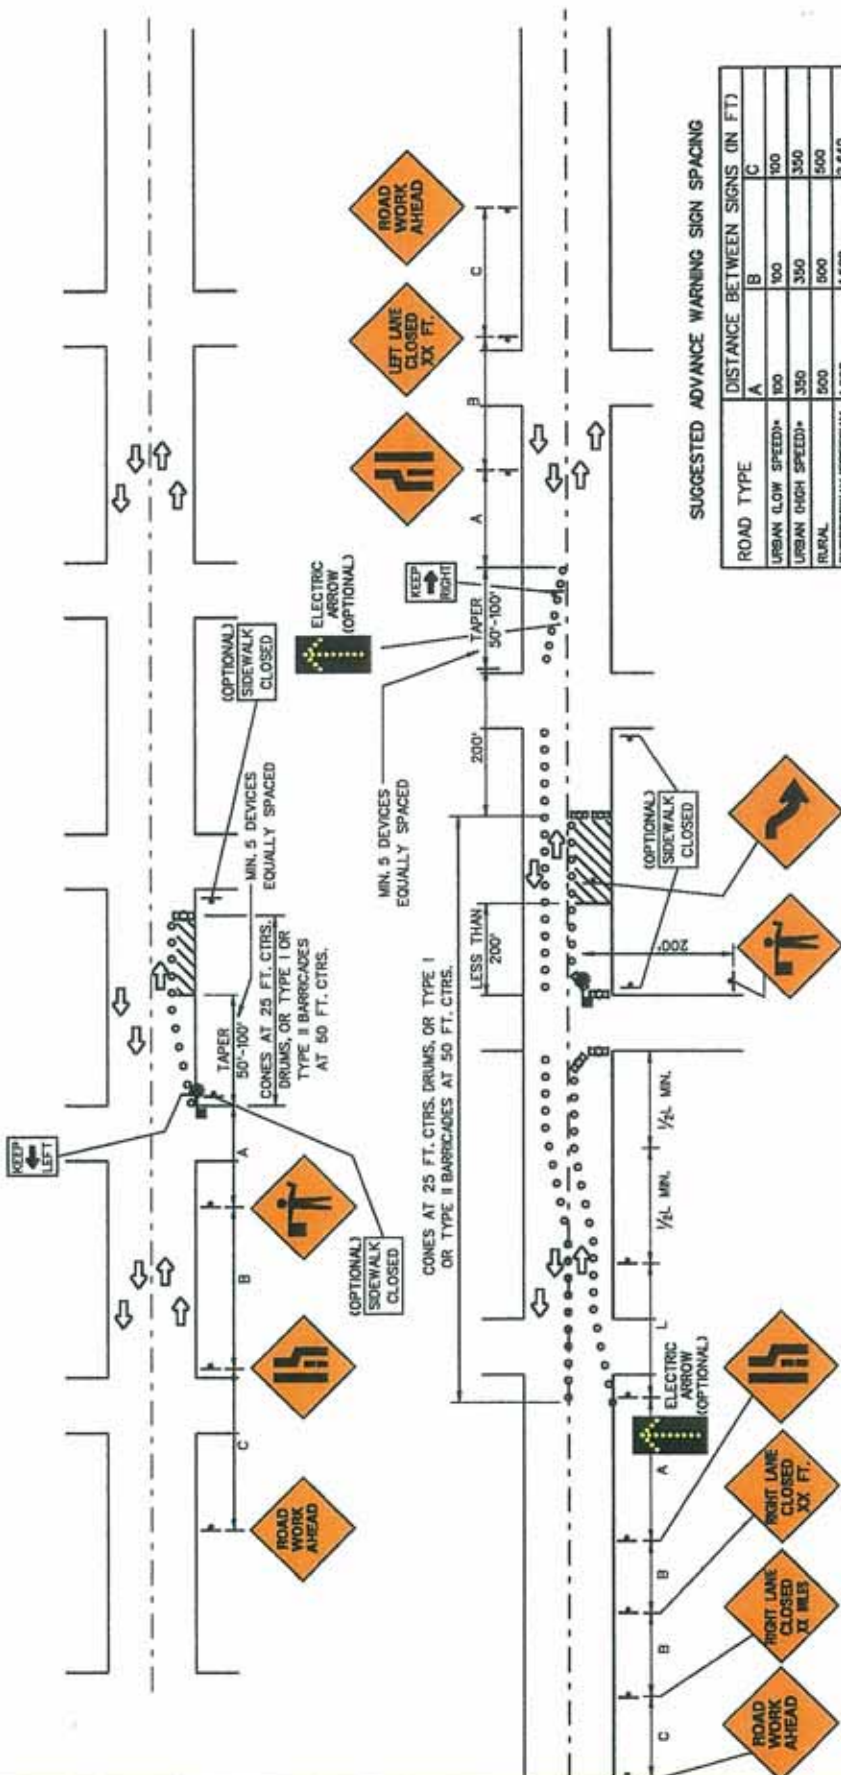 KEEP
LEFT
(OPTIONAL)
SIDEWALK
CLOSED
MIN. 5 DEVICES
EQUALLY SPACED
TAPER
50'-100'
CONES AT 25 FT. CTRS.
DRUMS, OR TYPE I OR
TYPE II BARRICADES
AT 50 FT. CTRS.
A
B
C
(OPTIONAL)
SIDEWALK
CLOSED
ROAD
WORK
AHEAD
ELECTRIC
ARROW
(OPTIONAL)
KEEP
RIGHT
LEFT LANE
CLOSED
XX FT.
ROAD
WORK
AHEAD
MIN. 5 DEVICES
EQUALLY SPACED
TAPER
50'-100'
A
B
C
200'
CONES AT 25 FT. CTRS. DRUMS, OR TYPE I
OR TYPE II BARRICADES AT 50 FT. CTRS.
LESS THAN
200'
(OPTIONAL)
SIDEWALK
CLOSED
200'
½L MIN.
½L MIN.
L
ELECTRIC
ARROW
(OPTIONAL)
A
B
B
C
RIGHT LANE
CLOSED
XX FT.
RIGHT LANE
CLOSED
XX MILES
ROAD
WORK
AHEAD
SUGGESTED ADVANCE WARNING SIGN SPACING
ROAD TYPE DISTANCE BETWEEN SIGNS (IN FT)
A B C
URBAN (LOW SPEED)* 100 100 100
URBAN (HIGH SPEED)* 350 350 350
RURAL 500 500 500